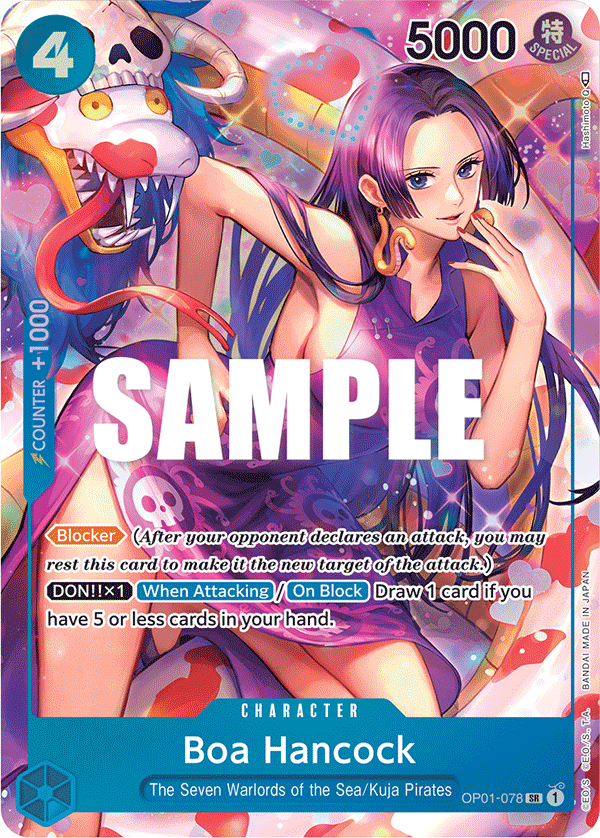 4
5000
特
SPECIAL
Hashimoto Q
COUNTER +1000
SAMPLE
Blocker (After your opponent declares an attack, you may
rest this card to make it the new target of the attack.)
DON!!×1 When Attacking / On Block Draw 1 card if you
have 5 or less cards in your hand.
CHARACTER
Boa Hancock
The Seven Warlords of the Sea/Kuja Pirates
OP01-078 SR 1
©E.O/S. ©E.O./S., T.A. BANDAI MADE IN JAPAN